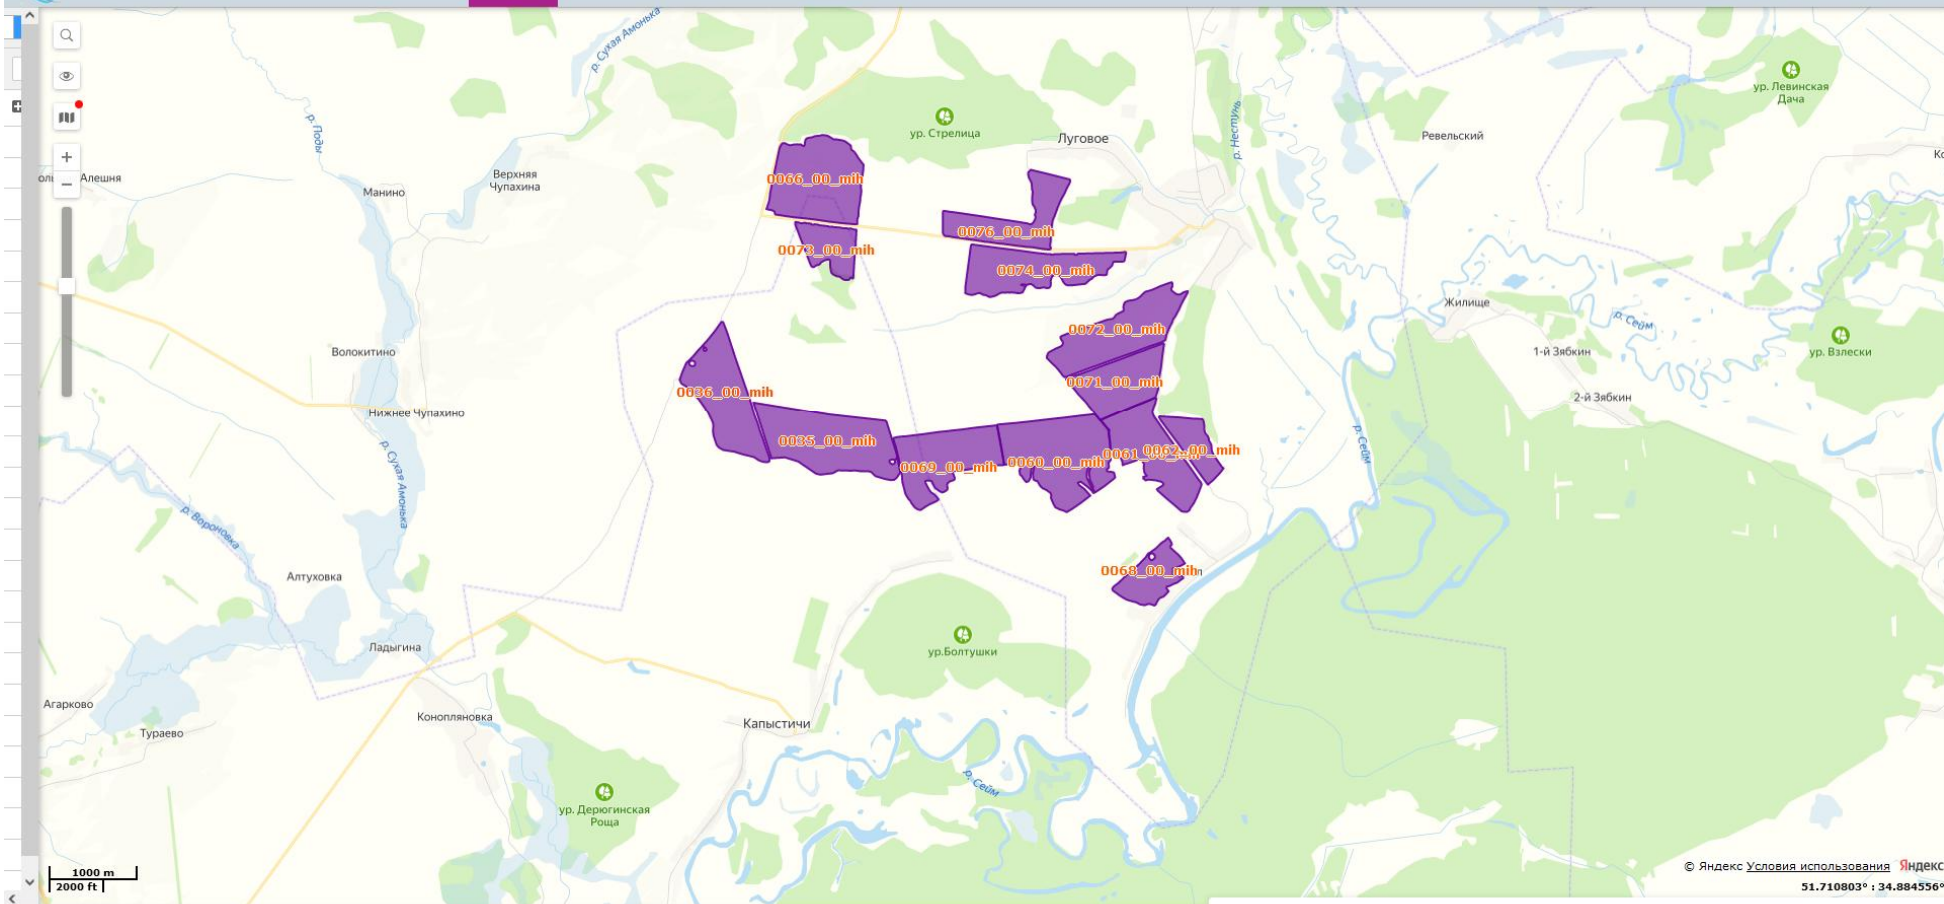 р. Сухая Амонька
ур. Левинская
Дача
ур. Стрелица
Луговое
р. Нестунь
Ревельский
р. Поды
Верхняя
Чупахина
Алешня
Манино
0066_00_mih
0076_00_mih
0073_00_mih
0074_00_mih
Жилище
р. Сейм
0072_00_mih
ур. Взлески
1-й Зябкин
Волокитино
0071_00_mih
0036_00_mih
2-й Зябкин
Нижнее Чупахино
0035_00_mih
0069_00_mih
0060_00_mih
0061
0062_00_mih
р. Сейм
р. Сухая Амонька
р. Вороновка
0068_00_mih
Алтуховка
Ладыгина
ур.Болтушки
Агарково
Тураево
Конопляновка
Капыстичи
р. Сейм
ур. Дерюгинская
Роща
1000 m
2000 ft
© Яндекс Условия использования Яндекс
51.710803° : 34.884556°